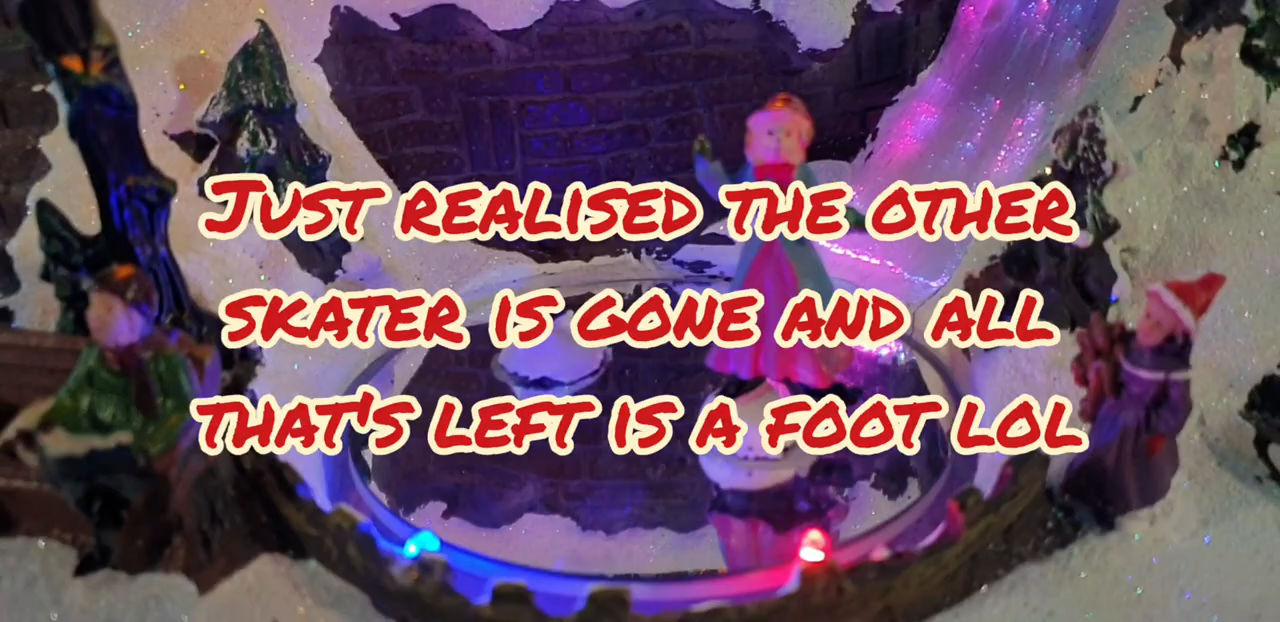 Just realised the other
skater is gone and all
that's left is a foot lol